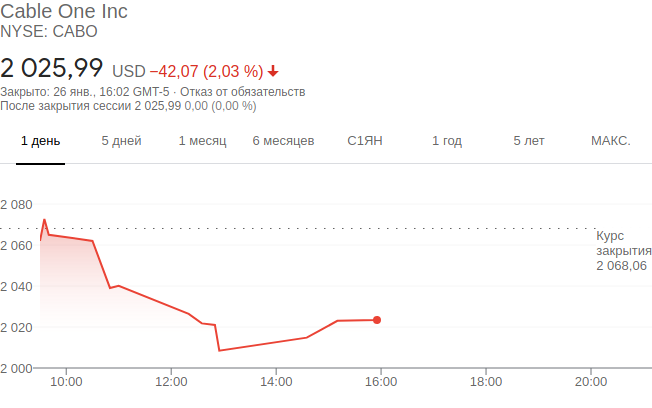 Cable One Inc
NYSE: CABO
2 025,99 USD −42,07 (2,03 %)
Закрыто: 26 янв., 16:02 GMT-5 · Отказ от обязательств
После закрытия сессии 2 025,99 0,00 (0,00 %)
1 день 5 дней 1 месяц 6 месяцев С1ЯН 1 год 5 лет МАКС.
2 080
2 060
2 040
2 020
2 000
Курс
закрытия
2 068,06
10:00 12:00 14:00 16:00 18:00 20:00